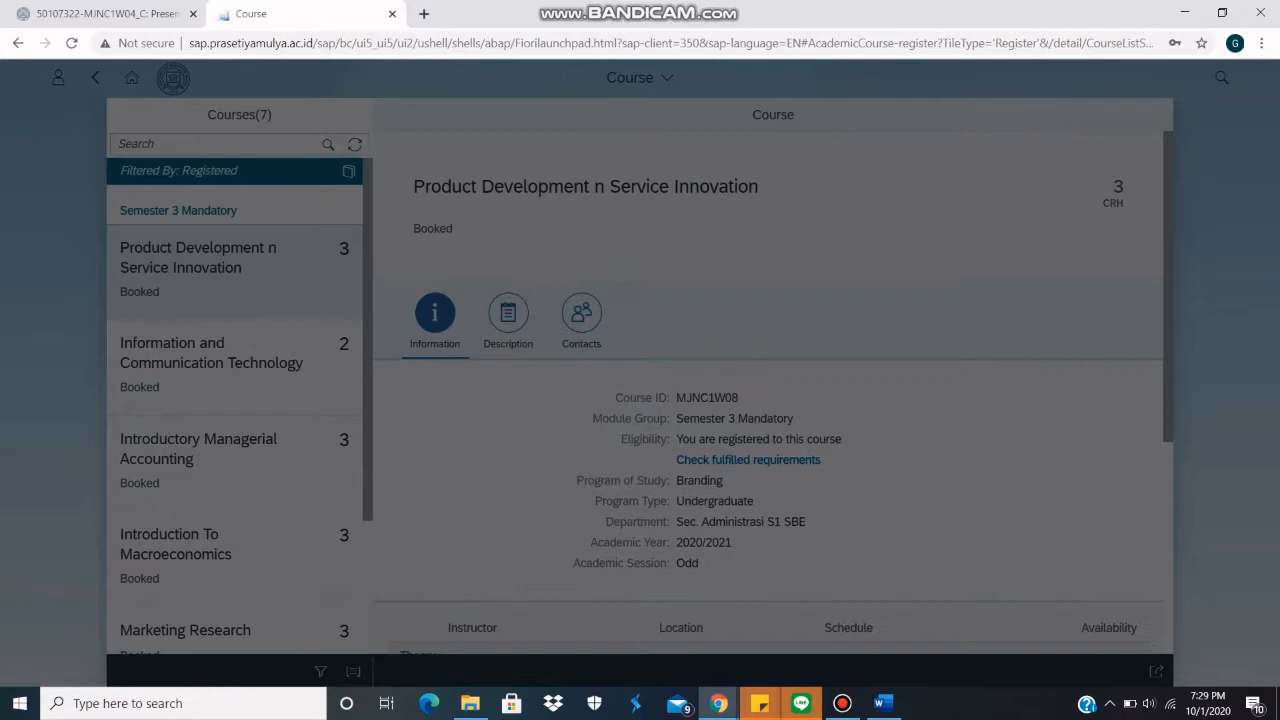 50107322-MJNC1W04_C: Presen
Course
www.BANDICAM.com
Not secure
sap.prasetiyamulya.ac.id/sap/bc/ui5_ui5/ui2/ushell/shells/abap/Fiorilaunchpad.html?sap-client=350&sap-language=EN#AcademicCourse-register?TileType='Register'&/detail/CourseListS...
G
Course
Courses(7)
Course
Search
Filtered By: Registered
Semester 3 Mandatory
Product Development n
Service Innovation
3
Booked
Information and
Communication Technology
2
Booked
Introductory Managerial
Accounting
3
Booked
Introduction To
Macroeconomics
3
Booked
Marketing Research
3
Booked
Product Development n Service Innovation
3
CRH
Booked
Information
Description
Contacts
Course ID: MJNC1W08
Module Group: Semester 3 Mandatory
Eligibility: You are registered to this course
Check fulfilled requirements
Program of Study: Branding
Program Type: Undergraduate
Department: Sec. Administrasi S1 SBE
Academic Year: 2020/2021
Academic Session: Odd
Instructor Location Schedule Availability
Theory
Type here to search
9
7:29 PM
10/1/2020
10